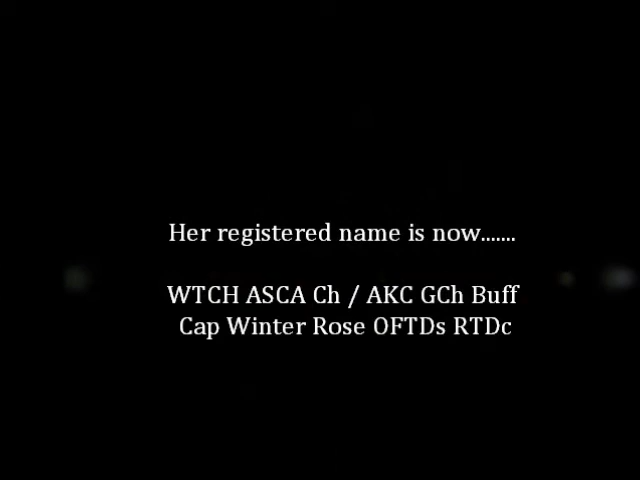 Her registered name is now.......
WTCH ASCA Ch / AKC GCh Buff
Cap Winter Rose OFTDs RTDc